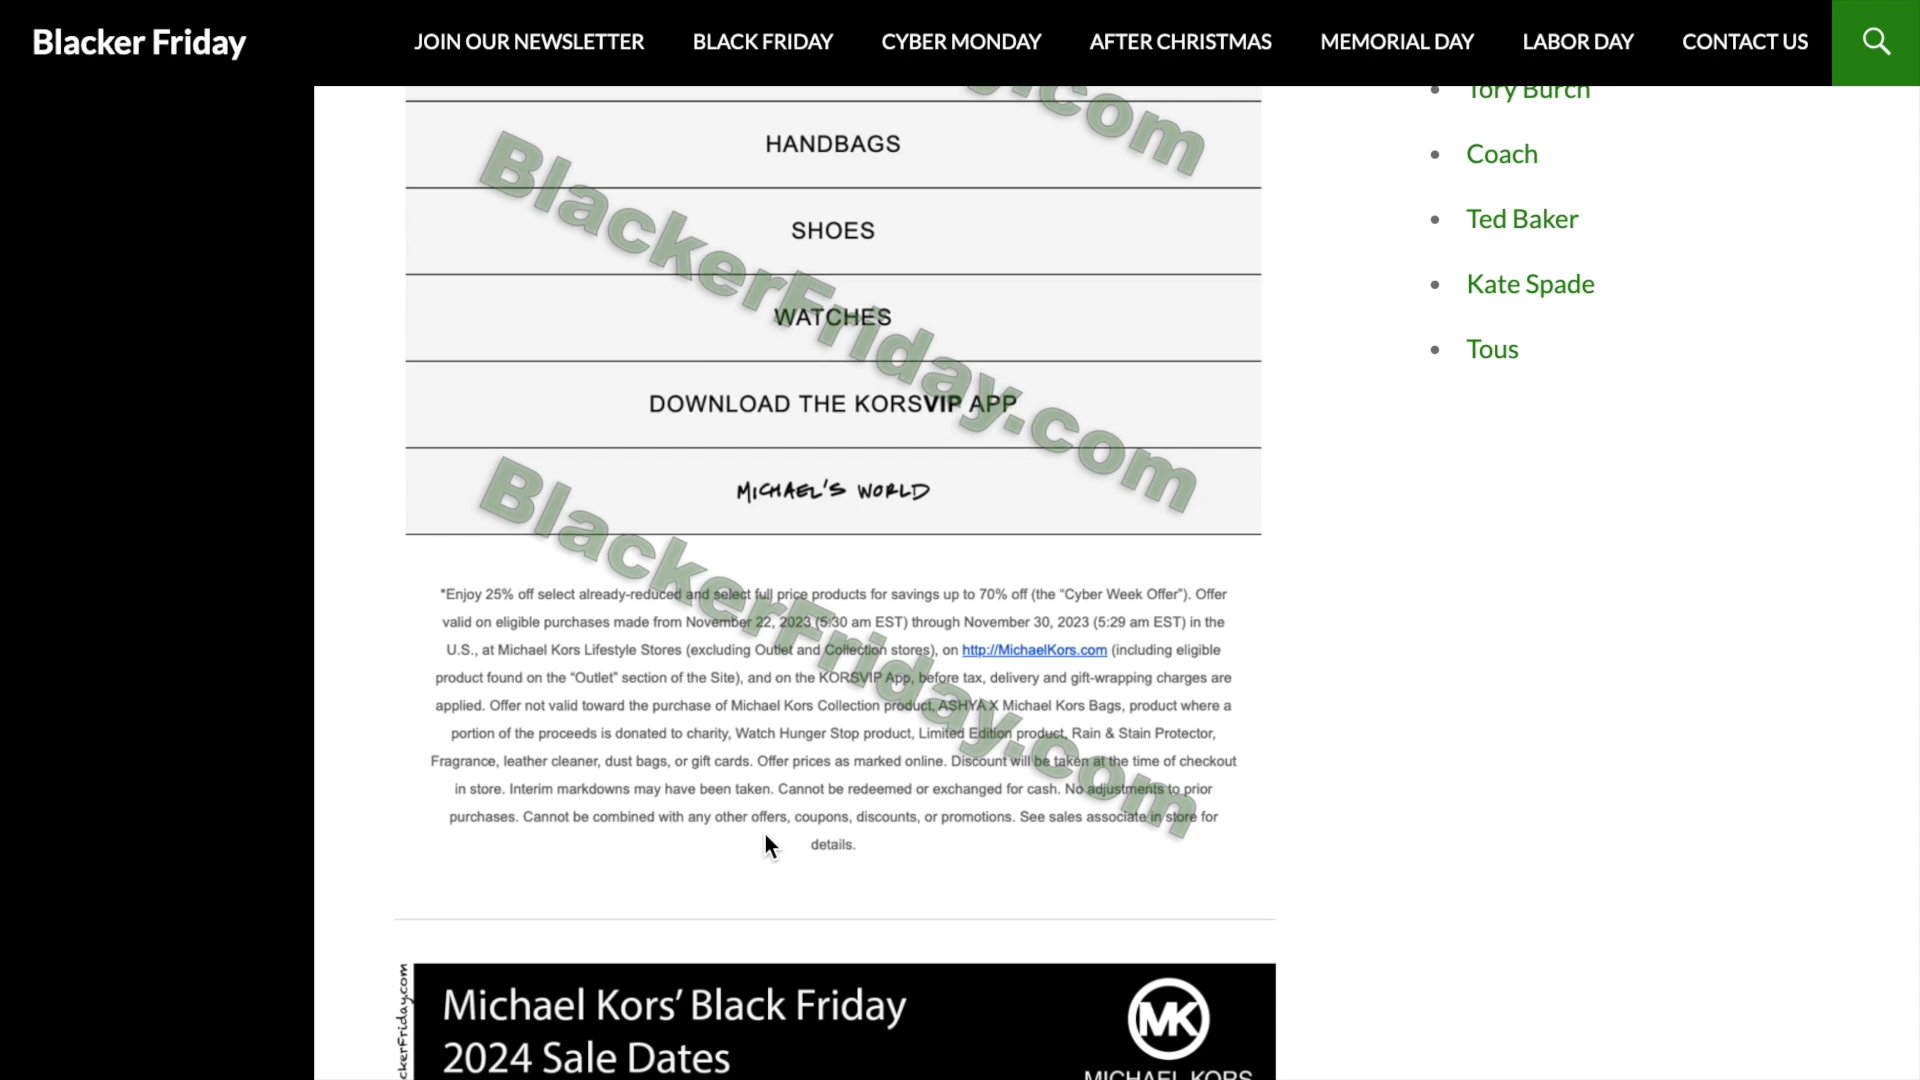 Blacker Friday
JOIN OUR NEWSLETTER
BLACK FRIDAY
CYBER MONDAY
AFTER CHRISTMAS
MEMORIAL DAY
LABOR DAY
CONTACT US
HANDBAGS
SHOES
WATCHES
DOWNLOAD THE KORSVIP APP
MICHAEL'S WORLD
*Enjoy 25% off select already-reduced and select full price products for savings up to 70% off (the “Cyber Week Offer”). Offer
valid on eligible purchases made from November 22, 2023 (5:30 am EST) through November 30, 2023 (5:29 am EST) in the
U.S., at Michael Kors Lifestyle Stores (excluding Outlet and Collection stores), on http://MichaelKors.com (including eligible
product found on the “Outlet” section of the Site), and on the KORSVIP App, before tax, delivery and gift-wrapping charges are
applied. Offer not valid toward the purchase of Michael Kors Collection product, ASHYA X Michael Kors Bags, product where a
portion of the proceeds is donated to charity, Watch Hunger Stop product, Limited Edition product, Rain & Stain Protector,
Fragrance, leather cleaner, dust bags, or gift cards. Offer prices as marked online. Discount will be taken at the time of checkout
in store. Interim markdowns may have been taken. Cannot be redeemed or exchanged for cash. No adjustments to prior
purchases. Cannot be combined with any other offers, coupons, discounts, or promotions. See sales associate in store for
details.
BlackerFriday.com
BlackerFriday.com
.com
Tory Burch
Coach
Ted Baker
Kate Spade
Tous
ckerFriday.com
Michael Kors’ Black Friday
2024 Sale Dates
MK
MICHAEL KORS